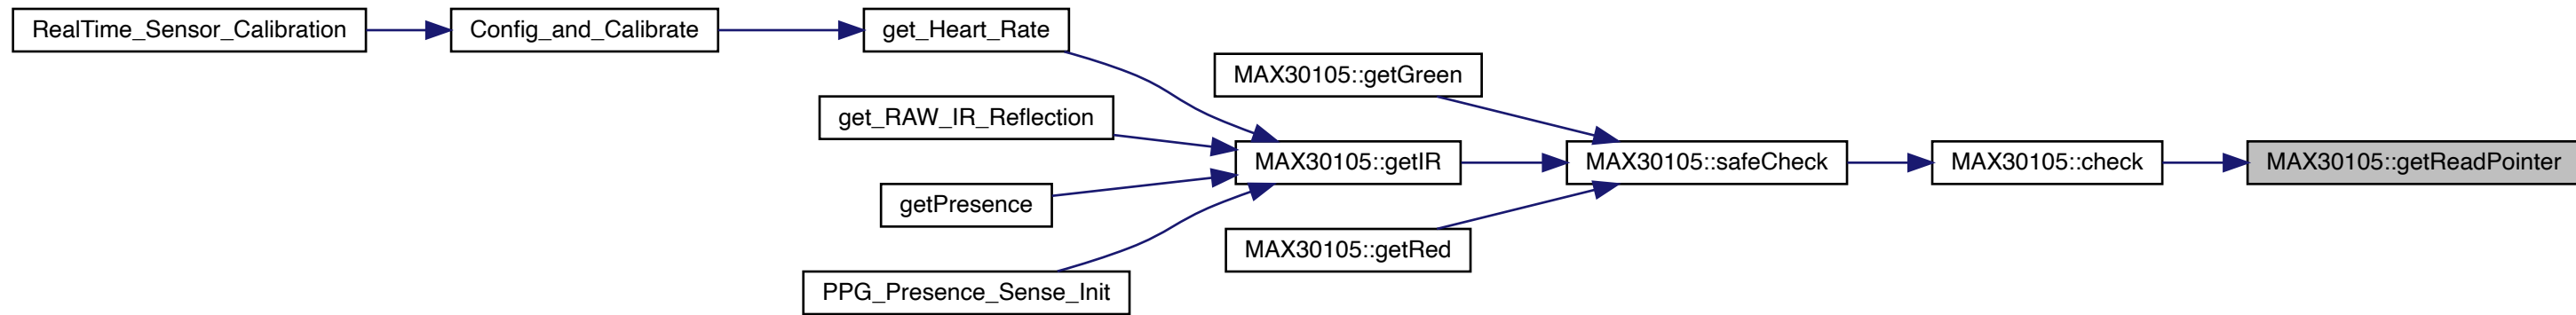 RealTime_Sensor_Calibration
Config_and_Calibrate
get_Heart_Rate
get_RAW_IR_Reflection
getPresence
PPG_Presence_Sense_Init
MAX30105::getGreen
MAX30105::getIR
MAX30105::getRed
MAX30105::safeCheck
MAX30105::check
MAX30105::getReadPointer